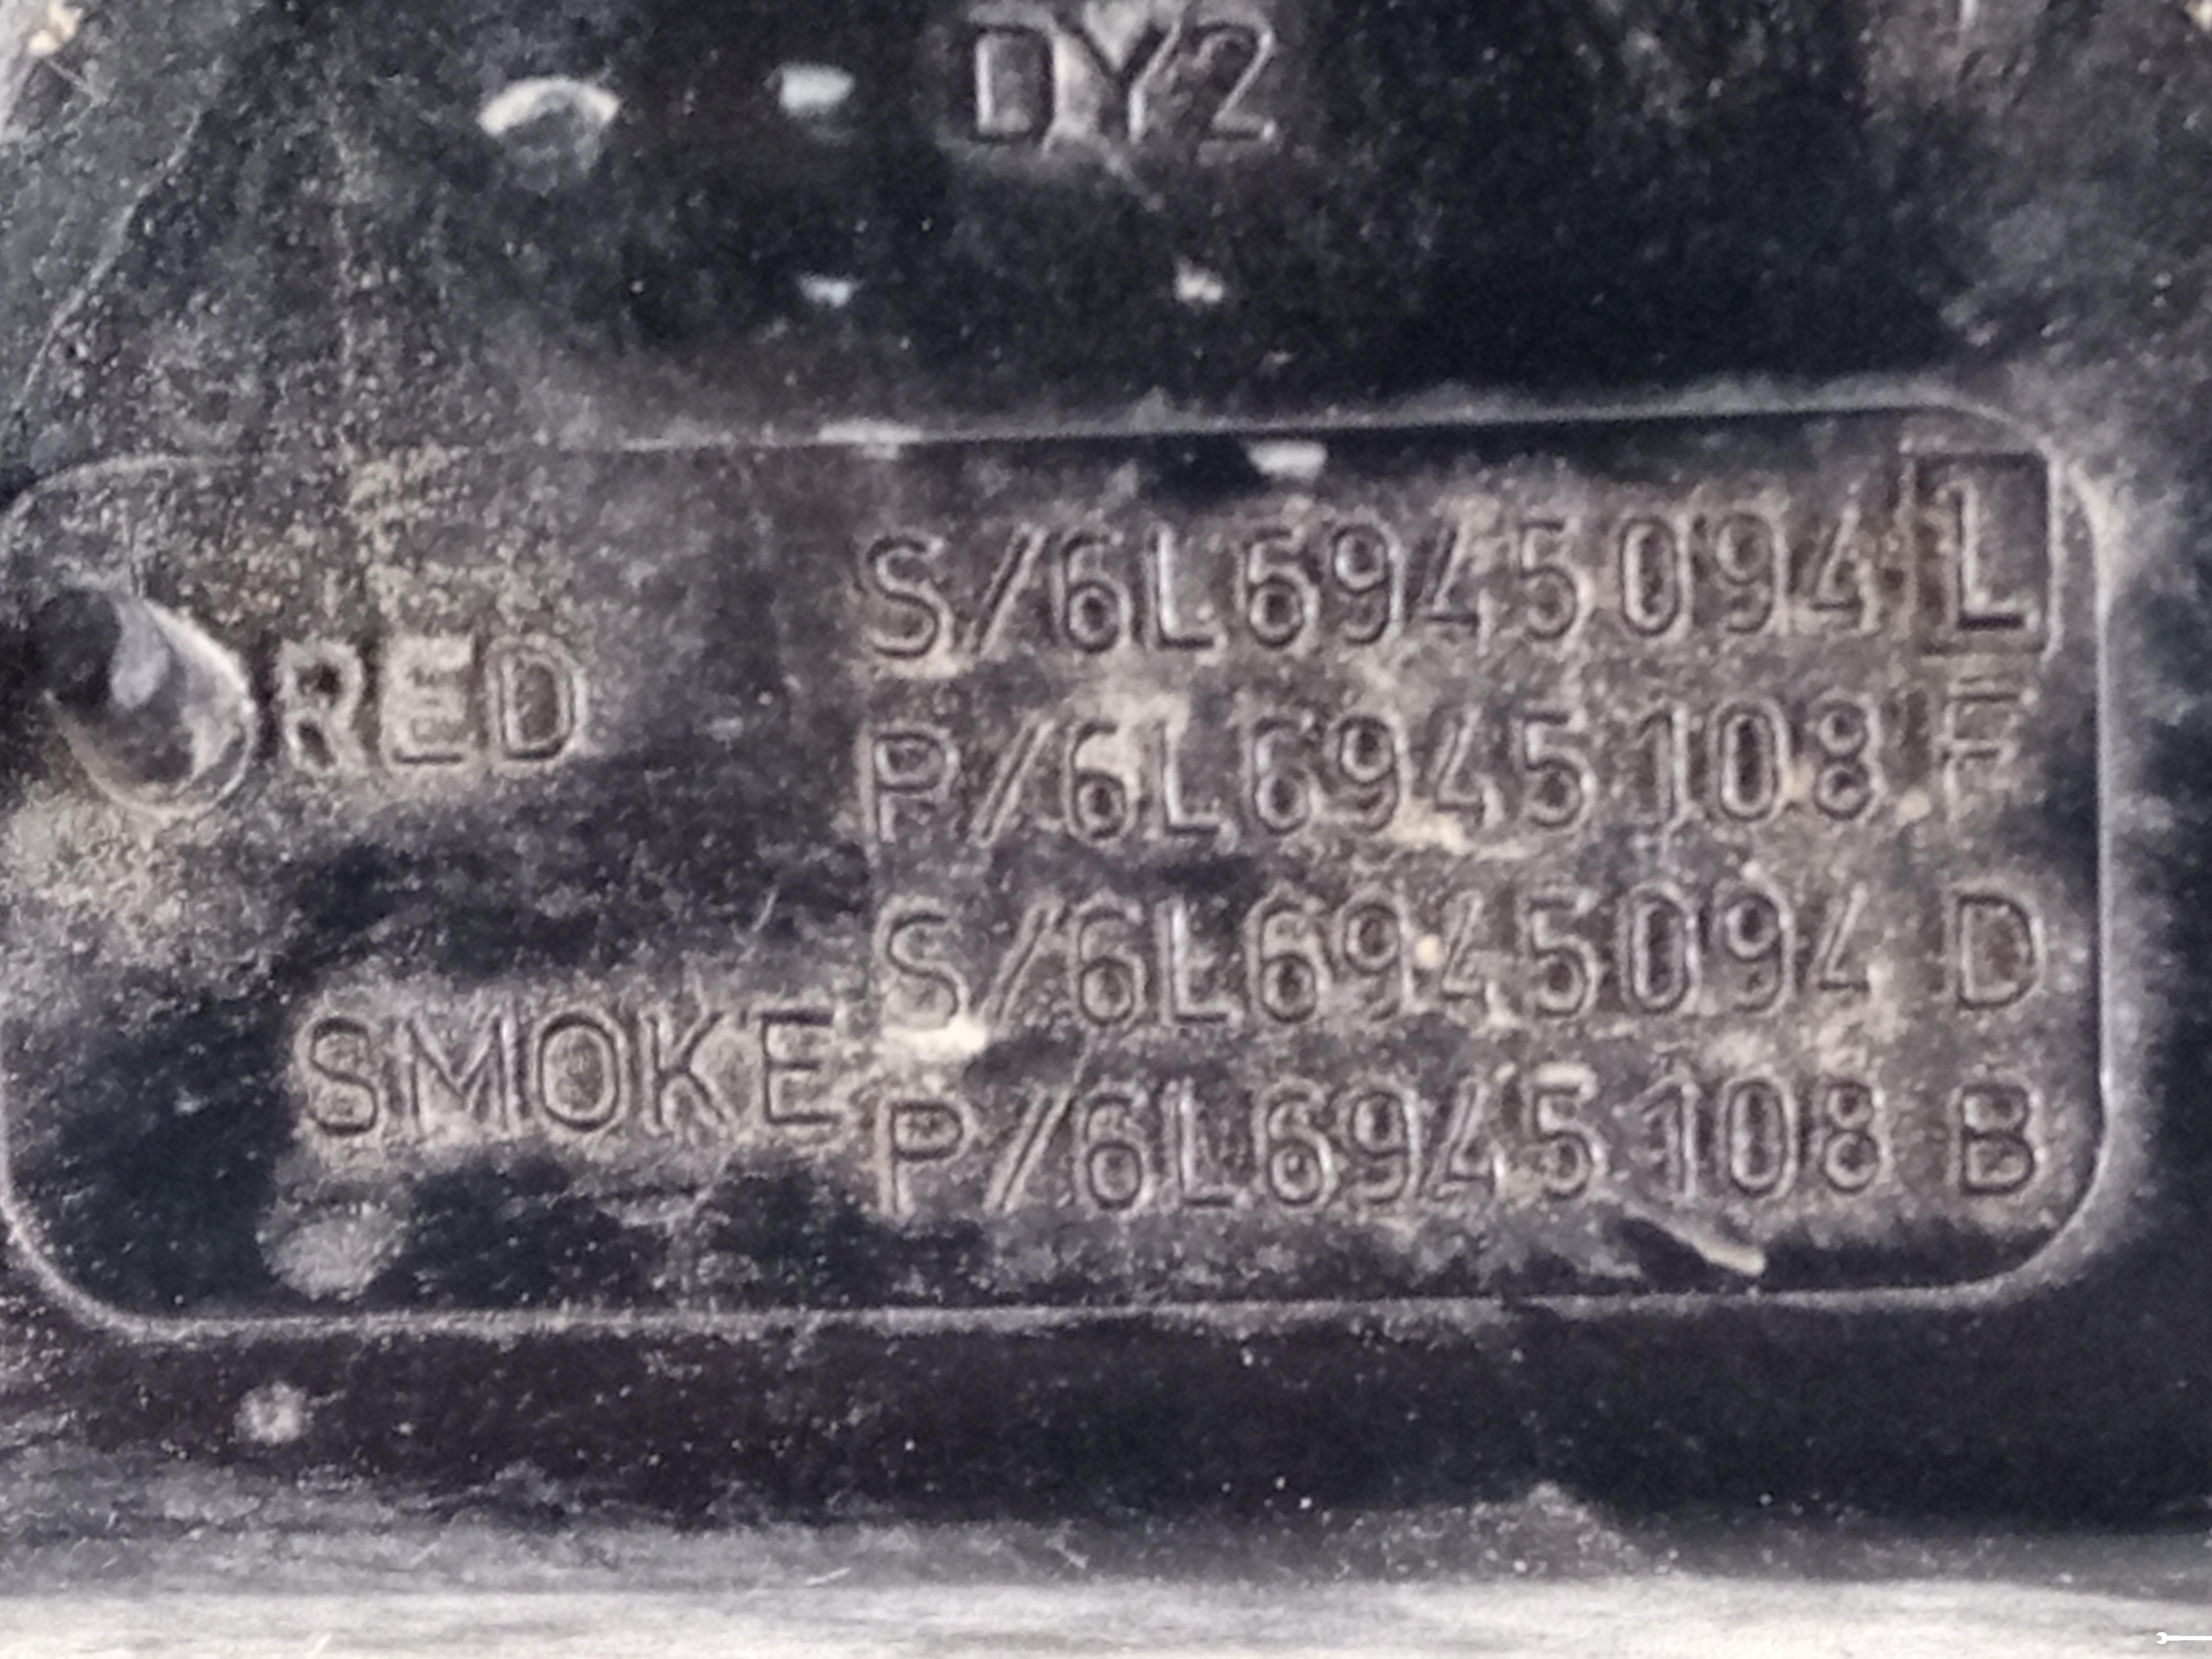 DY2
S/6L6945094 L
RED
P/6L6945108 F
S/6L6945094 D
SMOKE
P/6L6945108 B